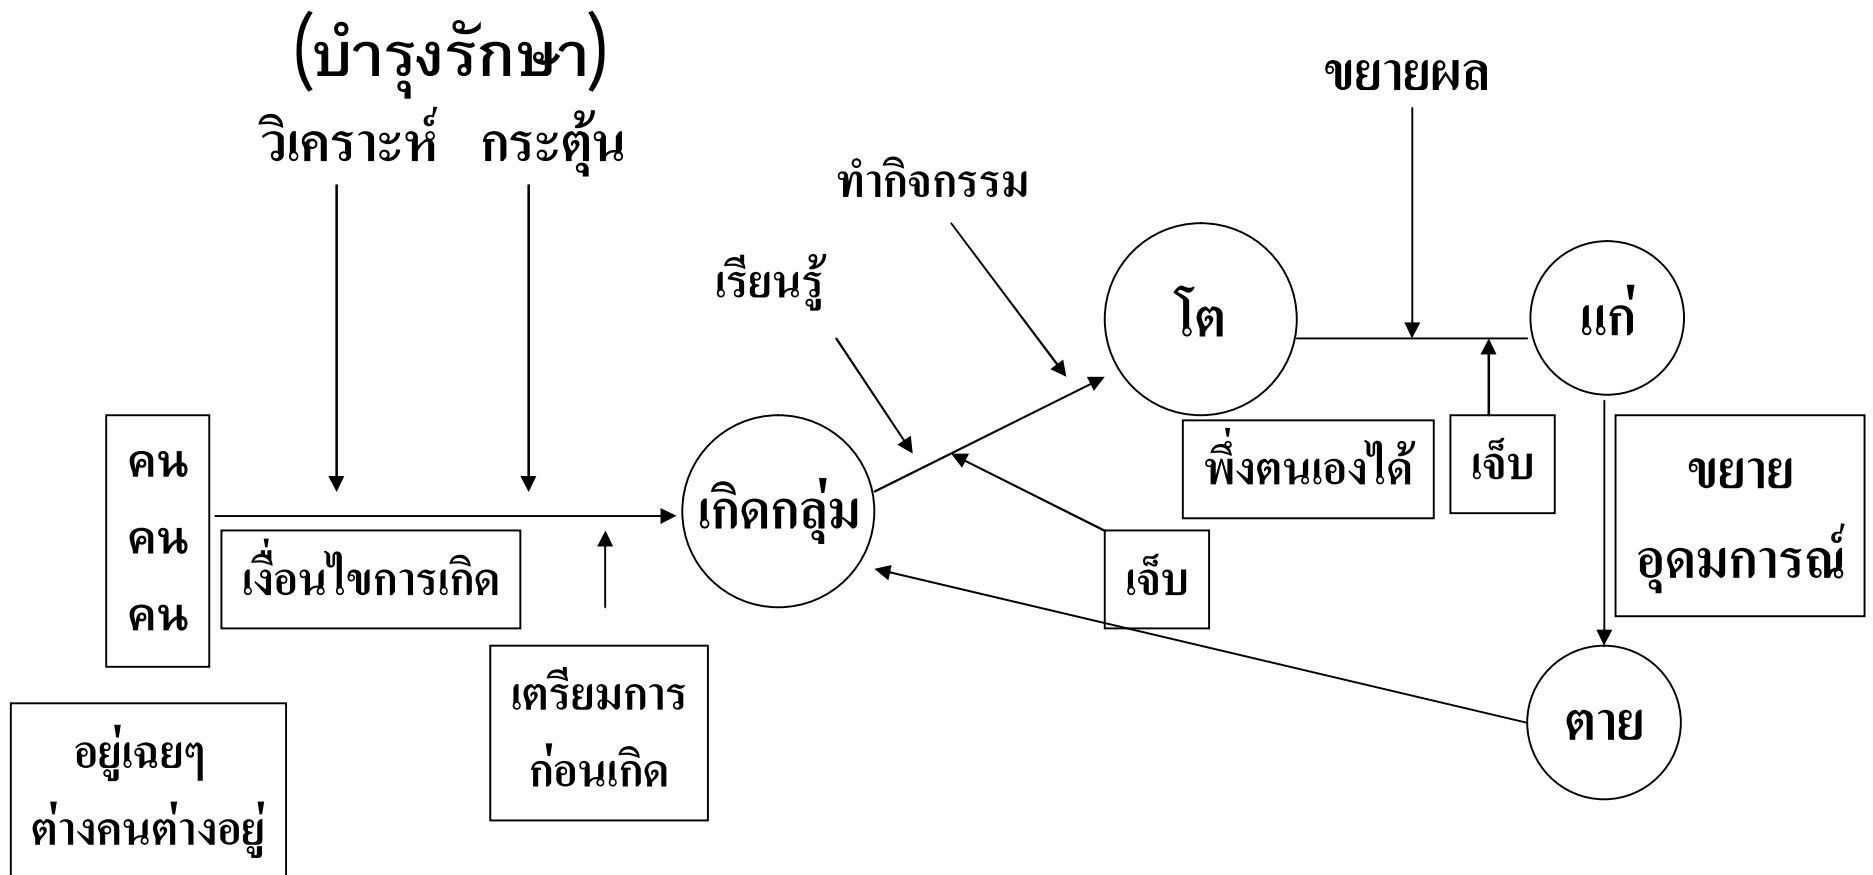 (บำรุงรักษา)
วิเคราะห์ กระตุ้น
ขยายผล
ทำกิจกรรม
เรียนรู้
โต
แก่
คน
คน
คน
เกิดกลุ่ม
พึ่งตนเองได้
เจ็บ
ขยาย
อุดมการณ์
เงื่อนไขการเกิด
เจ็บ
เตรียมการ
ก่อนเกิด
ตาย
อยู่เฉยๆ
ต่างคนต่างอยู่